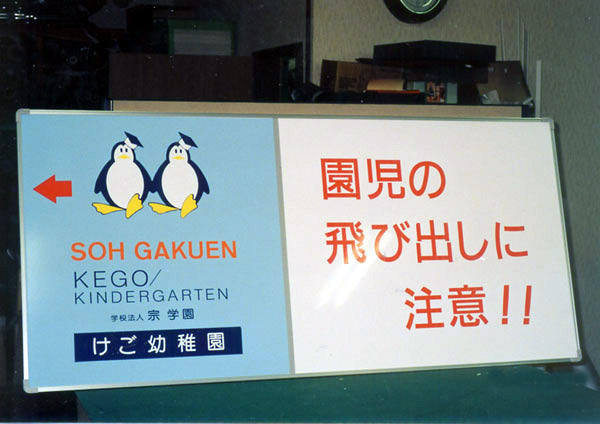 SOH GAKUEN
KEGO/
KINDERGARTEN
学校法人 宗学園
けご幼稚園
園児の
飛び出しに
注意!!